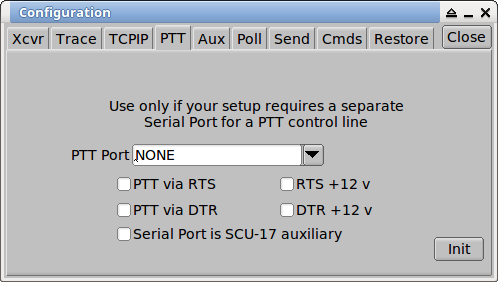 Configuration
Xcvr Trace TCPIP PTT Aux Poll Send Cmds Restore Close
Use only if your setup requires a separate
Serial Port for a PTT control line
PTT Port NONE
PTT via RTS RTS +12 v
PTT via DTR DTR +12 v
Serial Port is SCU-17 auxiliary
Init